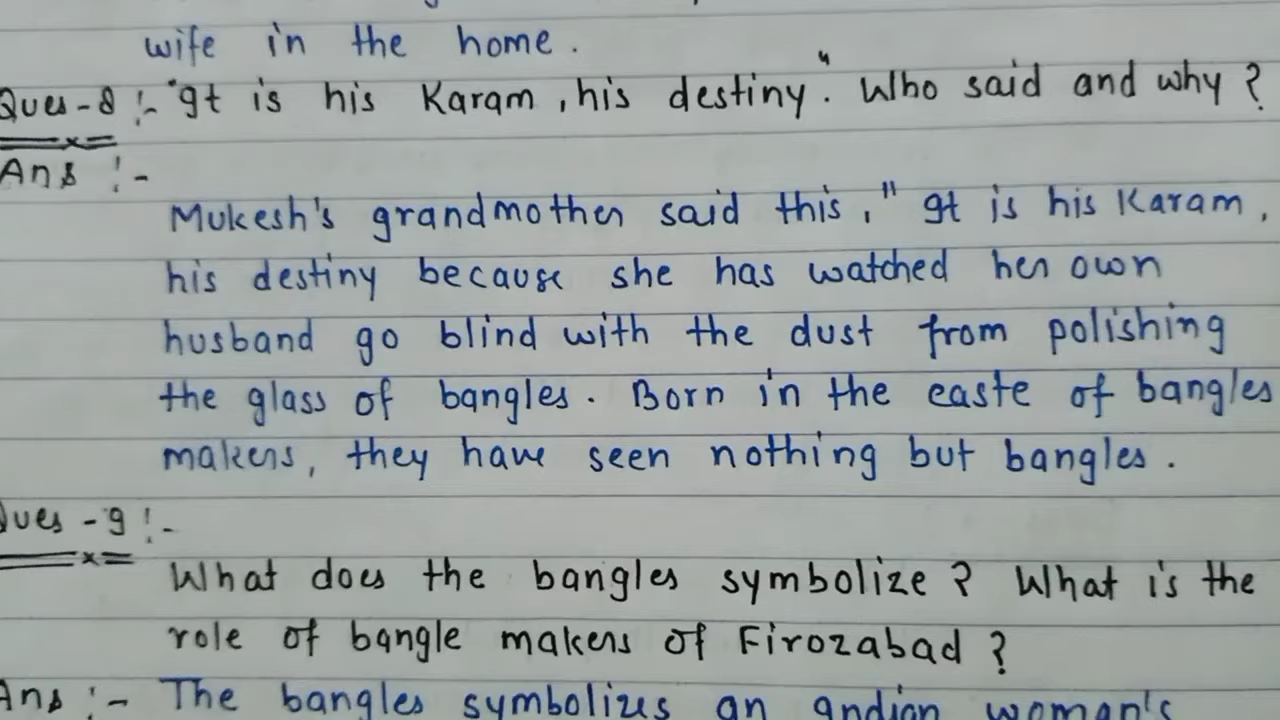 wife in the home.
Ques-8 :- "It is his Karam, his destiny". Who said and why?
Ans :-
Mukesh's grandmother said this, " It is his Karam,
his destiny because she has watched her own
husband go blind with the dust from polishing
the glass of bangles. Born in the caste of bangles
makers, they have seen nothing but bangles.
Ques -9 :-
What does the bangles symbolize? What is the
role of bangle makers of Firozabad?
Ans :- The bangles symbolizes an Indian woman's